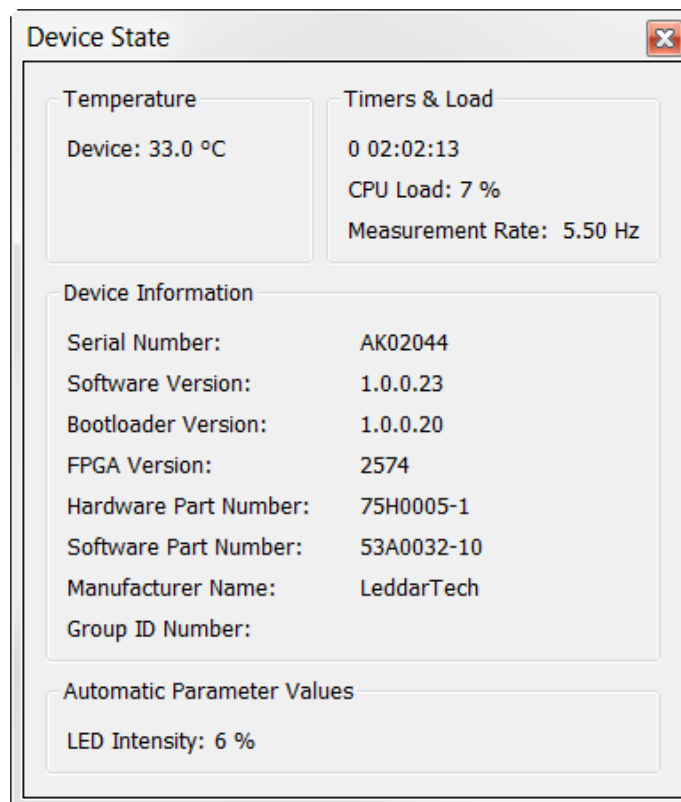 Device State
Temperature
Device: 33.0 ºC
Timers & Load
0 02:02:13
CPU Load: 7 %
Measurement Rate: 5.50 Hz
Device Information
Serial Number: AK02044
Software Version: 1.0.0.23
Bootloader Version: 1.0.0.20
FPGA Version: 2574
Hardware Part Number: 75H0005-1
Software Part Number: 53A0032-10
Manufacturer Name: LeddarTech
Group ID Number:
Automatic Parameter Values
LED Intensity: 6 %